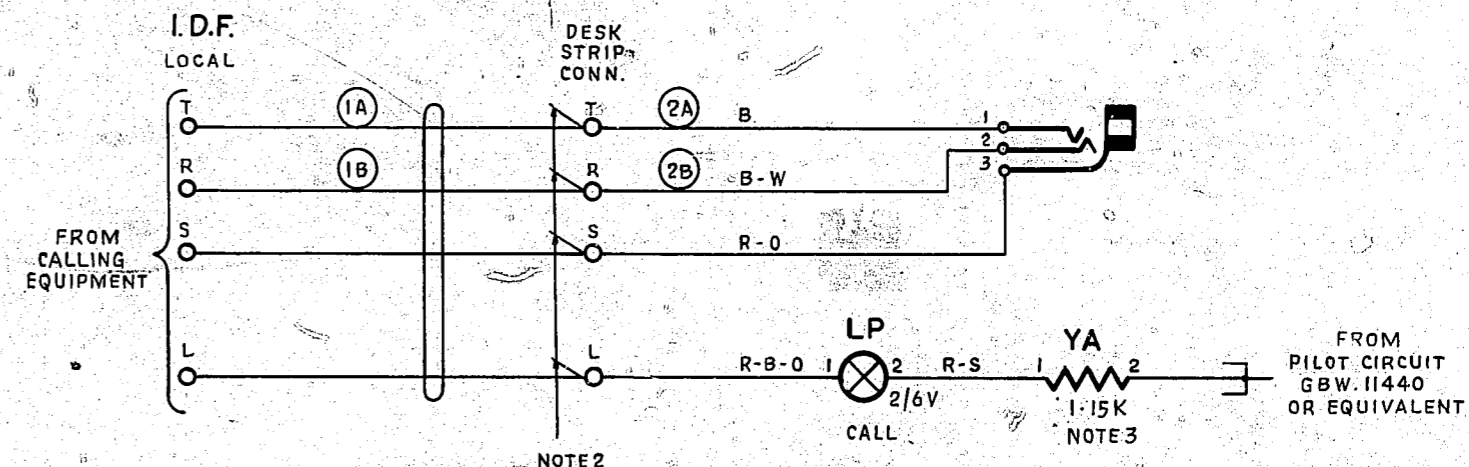 I.D.F.
LOCAL
DESK
STRIP
CONN.
T
1A
T
2A
B
1
2
3
R
1B
R
2B
B-W
S
S
R-O
FROM
CALLING
EQUIPMENT
L
L
R-B-O
1
LP
2
2/6V
CALL
R-S
1
YA
2
1·15K
NOTE 3
FROM
PILOT CIRCUIT
GBW.11440
OR EQUIVALENT
NOTE 2